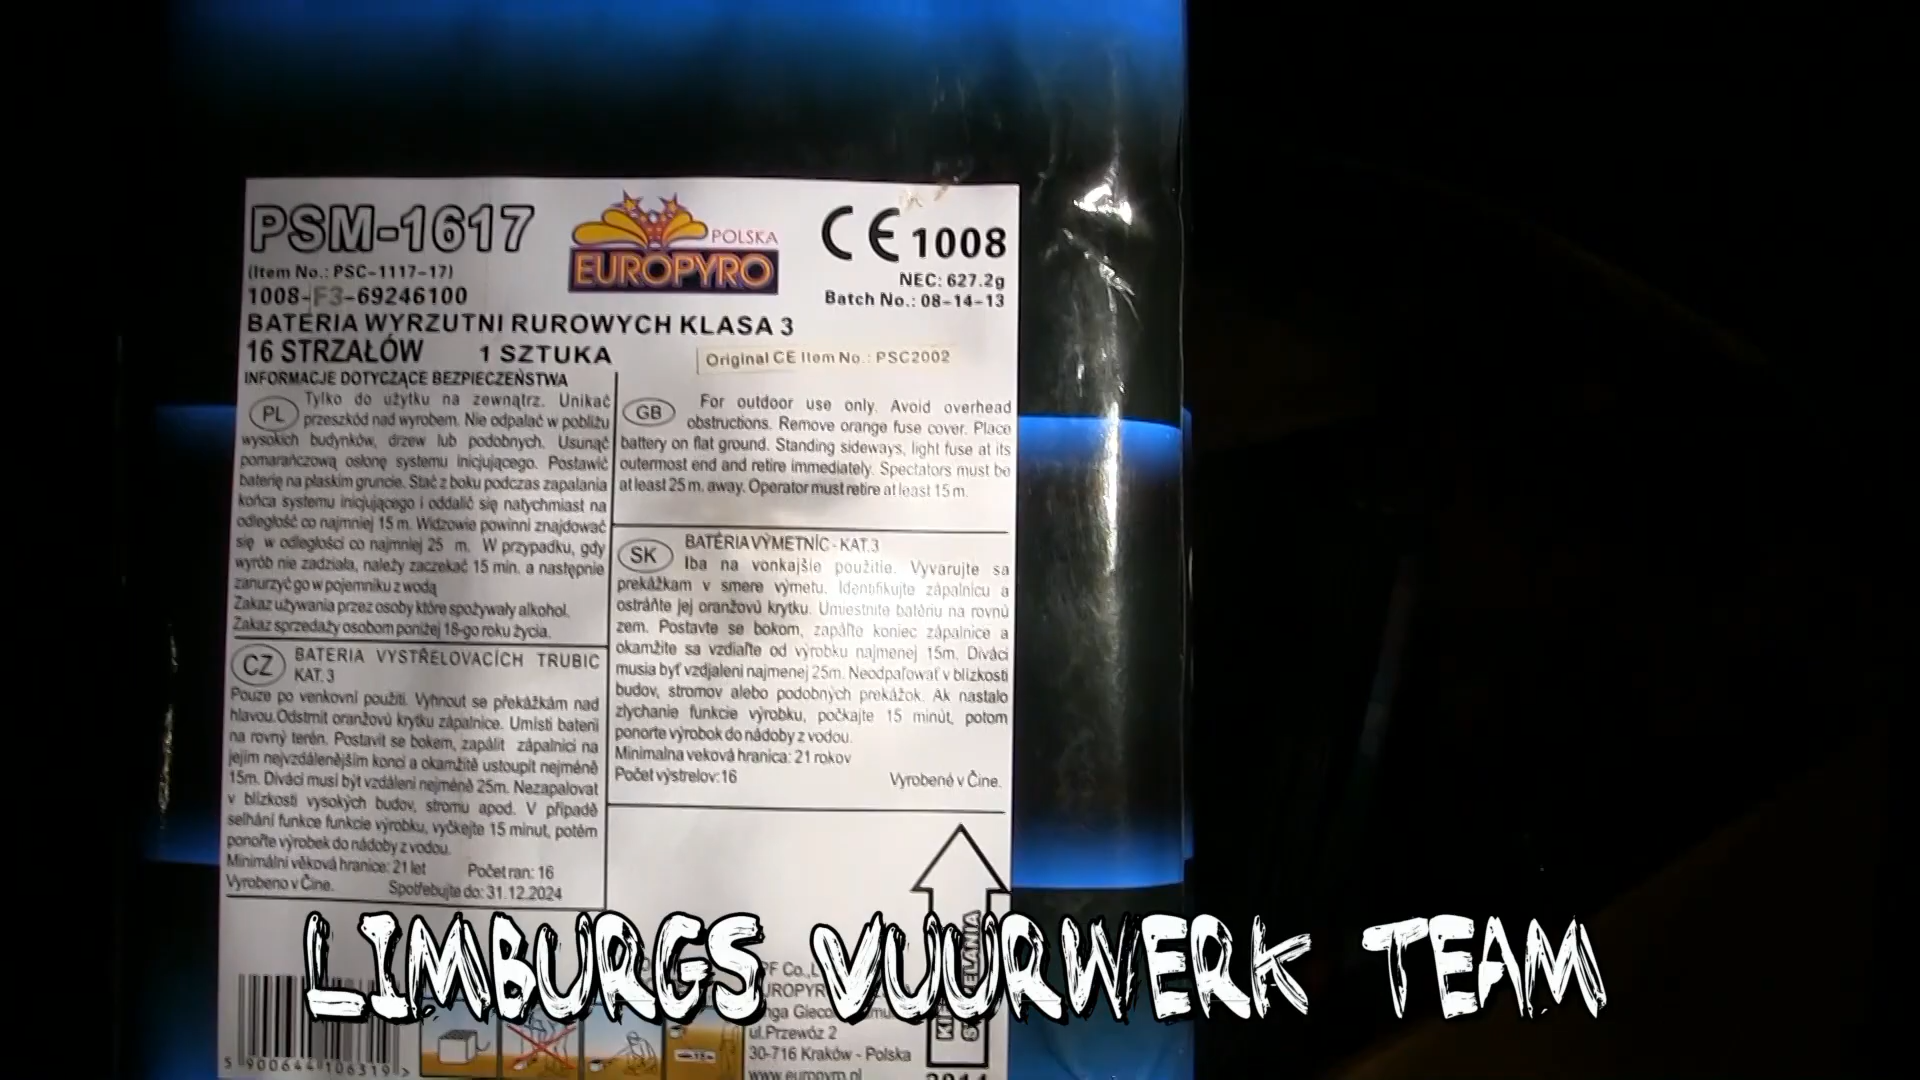 PSM-1617
POLSKA
EUROPYRO
CE 1008
(Item No.: PSC-1117-17)
NEC: 627.2g
1008-F3-69246100
Batch No.: 08-14-13
BATERIA WYRZUTNI RUROWYCH KLASA 3
16 STRZAŁÓW 1 SZTUKA
Original CE Item No.: PSC2002
INFORMACJE DOTYCZĄCE BEZPIECZEŃSTWA
PL Tylko do użytku na zewnątrz. Unikać
przeszkód nad wyrobem. Nie odpalać w pobliżu
wysokich budynków, drzew lub podobnych. Usunąć
pomarańczową osłonę systemu inicjującego. Postawić
baterię na płaskim gruncie. Stać z boku podczas zapalania
końca systemu inicjującego i oddalić się natychmiast na
odległość co najmniej 15 m. Widzowie powinni znajdować
się w odległości co najmniej 25 m. W przypadku, gdy
wyrób nie zadziała, należy zaczekać 15 min. a następnie
zanurzyć go w pojemniku z wodą
Zakaz używania przez osoby które spożywały alkohol.
Zakaz sprzedaży osobom poniżej 18-go roku życia.
GB For outdoor use only. Avoid overhead
obstructions. Remove orange fuse cover. Place
battery on flat ground. Standing sideways, light fuse at its
outermost end and retire immediately. Spectators must be
at least 25 m. away. Operator must retire at least 15 m.
SK BATÉRIA VÝMETNÍC - KAT.3
Iba na vonkajšie použitie. Vyvarujte sa
prekážkam v smere výmetu. Identifikujte zápalnicu a
ostráňte jej oranžovú krytku. Umiestnite batériu na rovnú
zem. Postavte se bokom, zapáľte koniec zápalnice a
okamžite sa vzdiaľte od výrobku najmenej 15m. Diváci
musia byť vzdjaleni najmenej 25m. Neodpaľovať v blízkosti
budov, stromov alebo podobných prekážok. Ak nastalo
zlychanie funkcie výrobku, počkajte 15 minút, potom
ponorte výrobok do nádoby z vodou.
Minimalna veková hranica: 21 rokov
Počet výstrelov: 16 Vyrobené v Číne.
CZ BATERIA VYSTŘELOVACÍCH TRUBIC
KAT. 3
Pouze po venkovní použití. Vyhnout se překážkám nad
hlavou. Odstmit oranžovú krytku zápalnice. Umísti baterii
na rovný terén. Postavit se bokem, zapálit zápalnici na
jejím nejvzdálenějším konci a okamžitě ustoupit nejméně
15m. Diváci musí být vzdáleni nejméně 25m. Nezapalovat
v blízkosti vysokých budov, stromu apod. V případě
selhání funkce funkcie výrobku, vyčkejte 15 minut, potém
ponořte výrobek do nádoby z vodou.
Minimální věková hranice: 21 let Počet ran: 16
Vyrobeno v Číne. Spotřebujte do: 31.12.2024
LIMBURGS VUURWERK TEAM
PF Co.,L
UROPYR
ul.Przewóz 2
30-716 Kraków - Polska
www.europyro.pl
5 900644 106319 >
2014